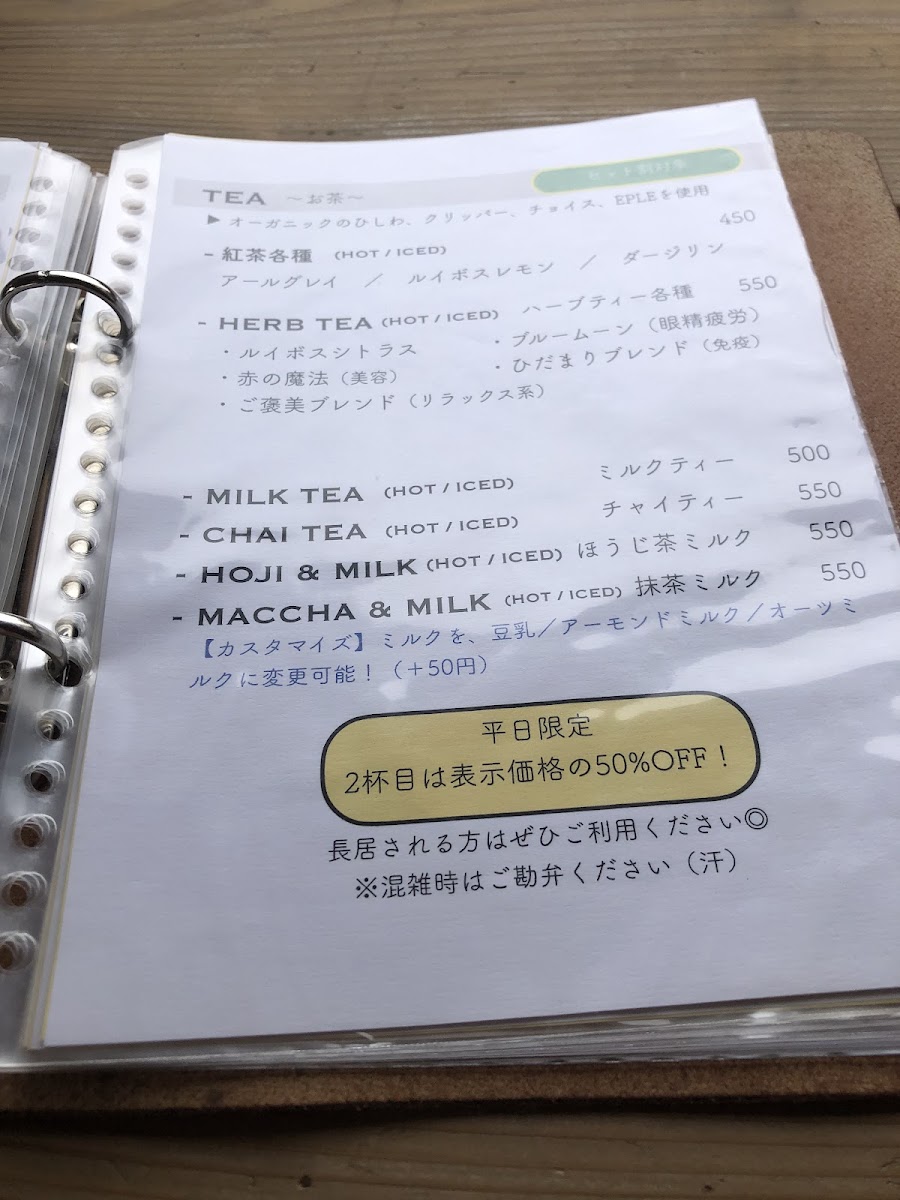 セット割対象
TEA ～お茶～
▶ オーガニックのひしわ、クリッパー、チョイス、EPLEを使用
- 紅茶各種 (HOT / ICED) 450
アールグレイ ／ ルイボスレモン ／ ダージリン
- HERB TEA (HOT / ICED) ハーブティー各種 550
・ルイボスシトラス ・ブルームーン（眼精疲労）
・赤の魔法（美容） ・ひだまりブレンド（免疫）
・ご褒美ブレンド（リラックス系）
- MILK TEA (HOT / ICED) ミルクティー 500
- CHAI TEA (HOT / ICED) チャイティー 550
- HOJI & MILK (HOT / ICED) ほうじ茶ミルク 550
- MACCHA & MILK (HOT / ICED) 抹茶ミルク 550
【カスタマイズ】ミルクを、豆乳／アーモンドミルク／オーツミ
ルクに変更可能！（＋50円）
平日限定
2杯目は表示価格の50%OFF！
長居される方はぜひご利用ください◎
※混雑時はご勘弁ください（汗）